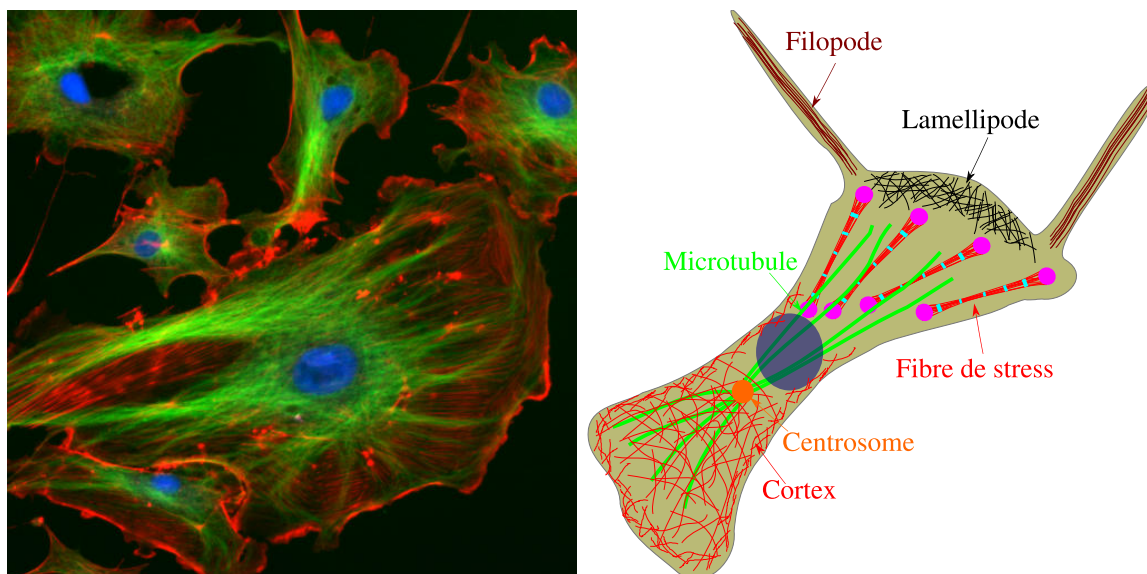 Filopode
Lamellipode
Microtubule
Fibre de stress
Centrosome
Cortex